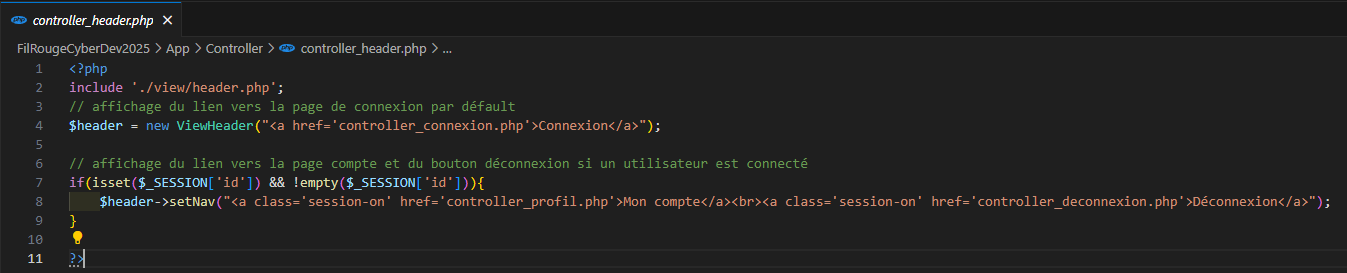 controller_header.php
FilRougeCyberDev2025 > App > Controller > controller_header.php > ...
1 <?php
2 include './view/header.php';
3 // affichage du lien vers la page de connexion par défault
4 $header = new ViewHeader("<a href='controller_connexion.php'>Connexion</a>");
5
6 // affichage du lien vers la page compte et du bouton déconnexion si un utilisateur est connecté
7 if(isset($_SESSION['id']) && !empty($_SESSION['id'])){
8 $header->setNav("<a class='session-on' href='controller_profil.php'>Mon compte</a><br><a class='session-on' href='controller_deconnexion.php'>Déconnexion</a>");
9 }
10
11 ?>